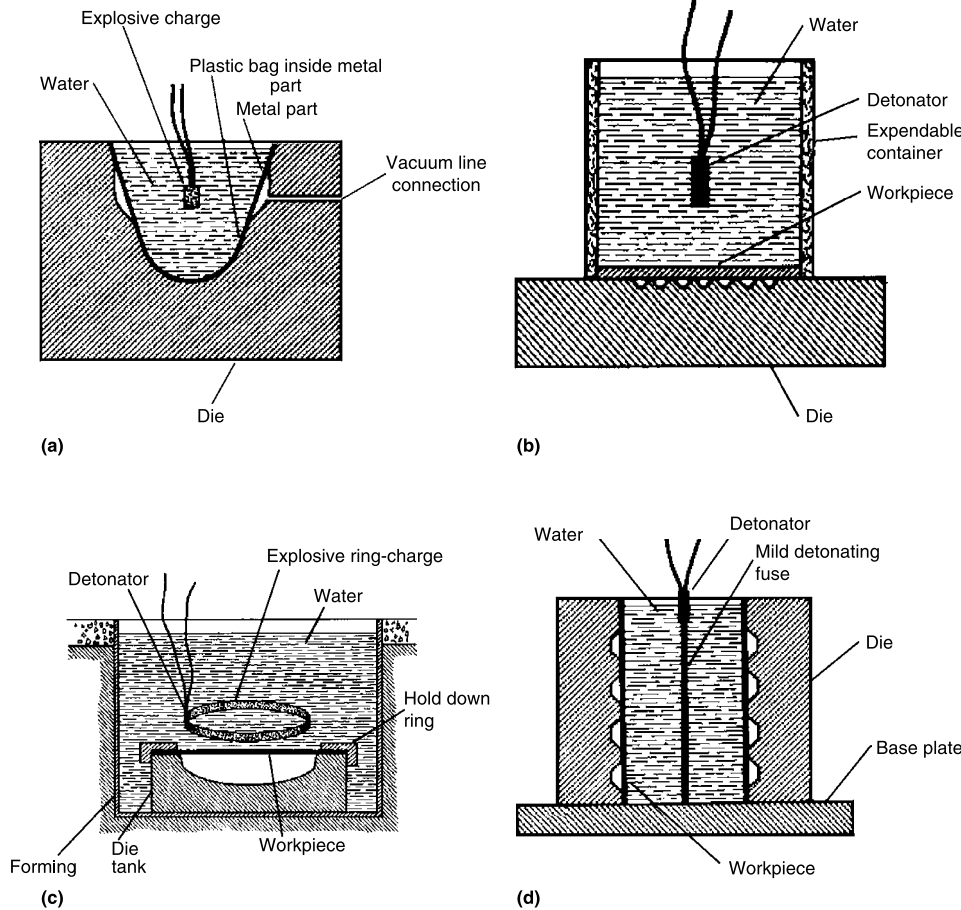 Explosive charge
Water
Plastic bag inside metal
part
Metal part
Vacuum line
connection
Die
(a)
Water
Detonator
Expendable
container
Workpiece
Die
(b)
Explosive ring-charge
Detonator
Water
Hold down
ring
Workpiece
Die
tank
Forming
(c)
Detonator
Water
Mild detonating
fuse
Die
Base plate
Workpiece
(d)